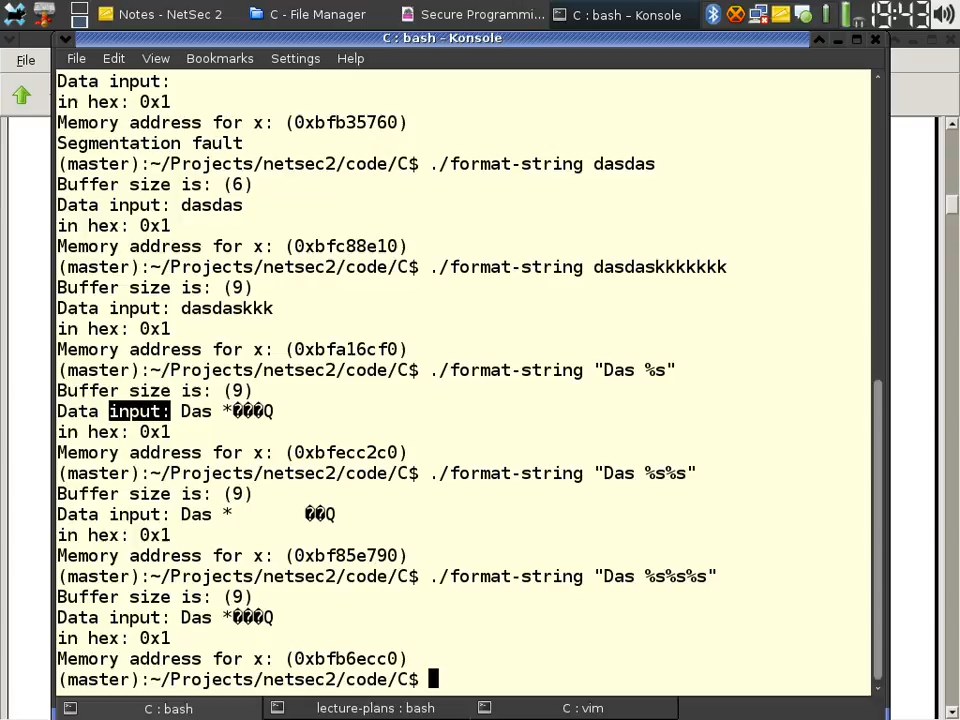 Notes - NetSec 2
C - File Manager
Secure Programmi...
C : bash - Konsole
19:43
C : bash - Konsole
File
File Edit View Bookmarks Settings Help
Data input:
in hex: 0x1
Memory address for x: (0xbfb35760)
Segmentation fault
(master):~/Projects/netsec2/code/C$ ./format-string dasdas
Buffer size is: (6)
Data input: dasdas
in hex: 0x1
Memory address for x: (0xbfc88e10)
(master):~/Projects/netsec2/code/C$ ./format-string dasdaskkkkkkk
Buffer size is: (9)
Data input: dasdaskkk
in hex: 0x1
Memory address for x: (0xbfa16cf0)
(master):~/Projects/netsec2/code/C$ ./format-string "Das %s"
Buffer size is: (9)
Data input: Das *���Q
in hex: 0x1
Memory address for x: (0xbfecc2c0)
(master):~/Projects/netsec2/code/C$ ./format-string "Das %s%s"
Buffer size is: (9)
Data input: Das *       ��Q
in hex: 0x1
Memory address for x: (0xbf85e790)
(master):~/Projects/netsec2/code/C$ ./format-string "Das %s%s%s"
Buffer size is: (9)
Data input: Das *���Q
in hex: 0x1
Memory address for x: (0xbfb6ecc0)
(master):~/Projects/netsec2/code/C$
C : bash
lecture-plans : bash
C : vim